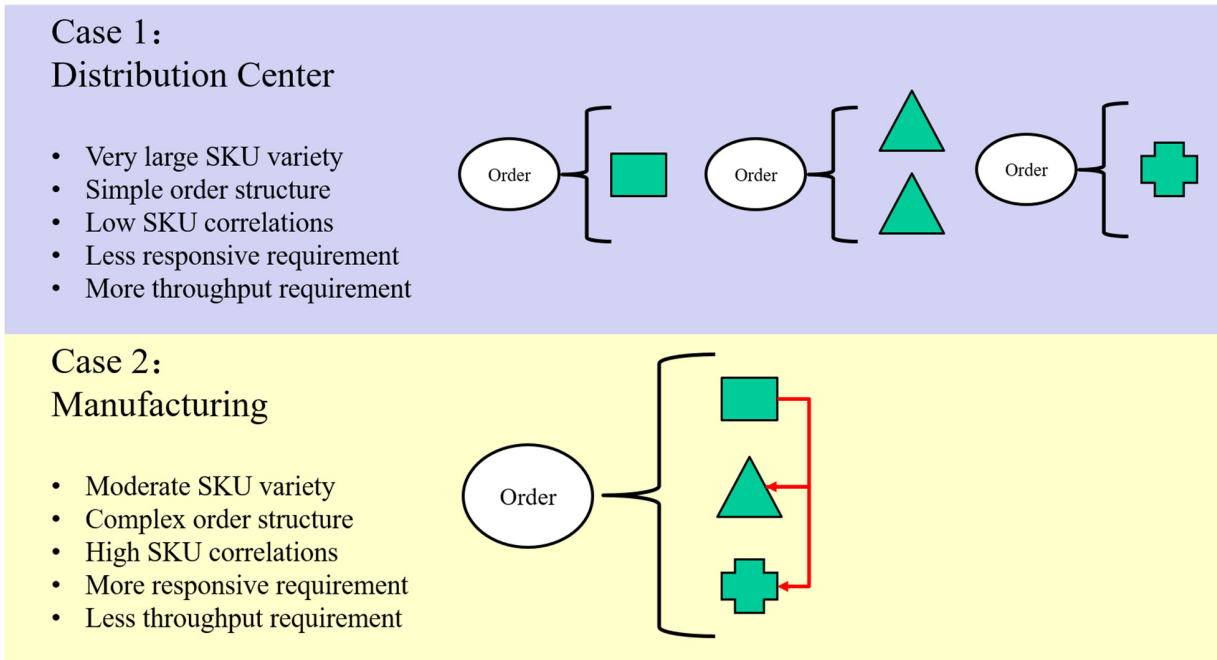 Case 1：
Distribution Center
• Very large SKU variety
• Simple order structure
• Low SKU correlations
• Less responsive requirement
• More throughput requirement
Order
Order
Order
Case 2：
Manufacturing
• Moderate SKU variety
• Complex order structure
• High SKU correlations
• More responsive requirement
• Less throughput requirement
Order